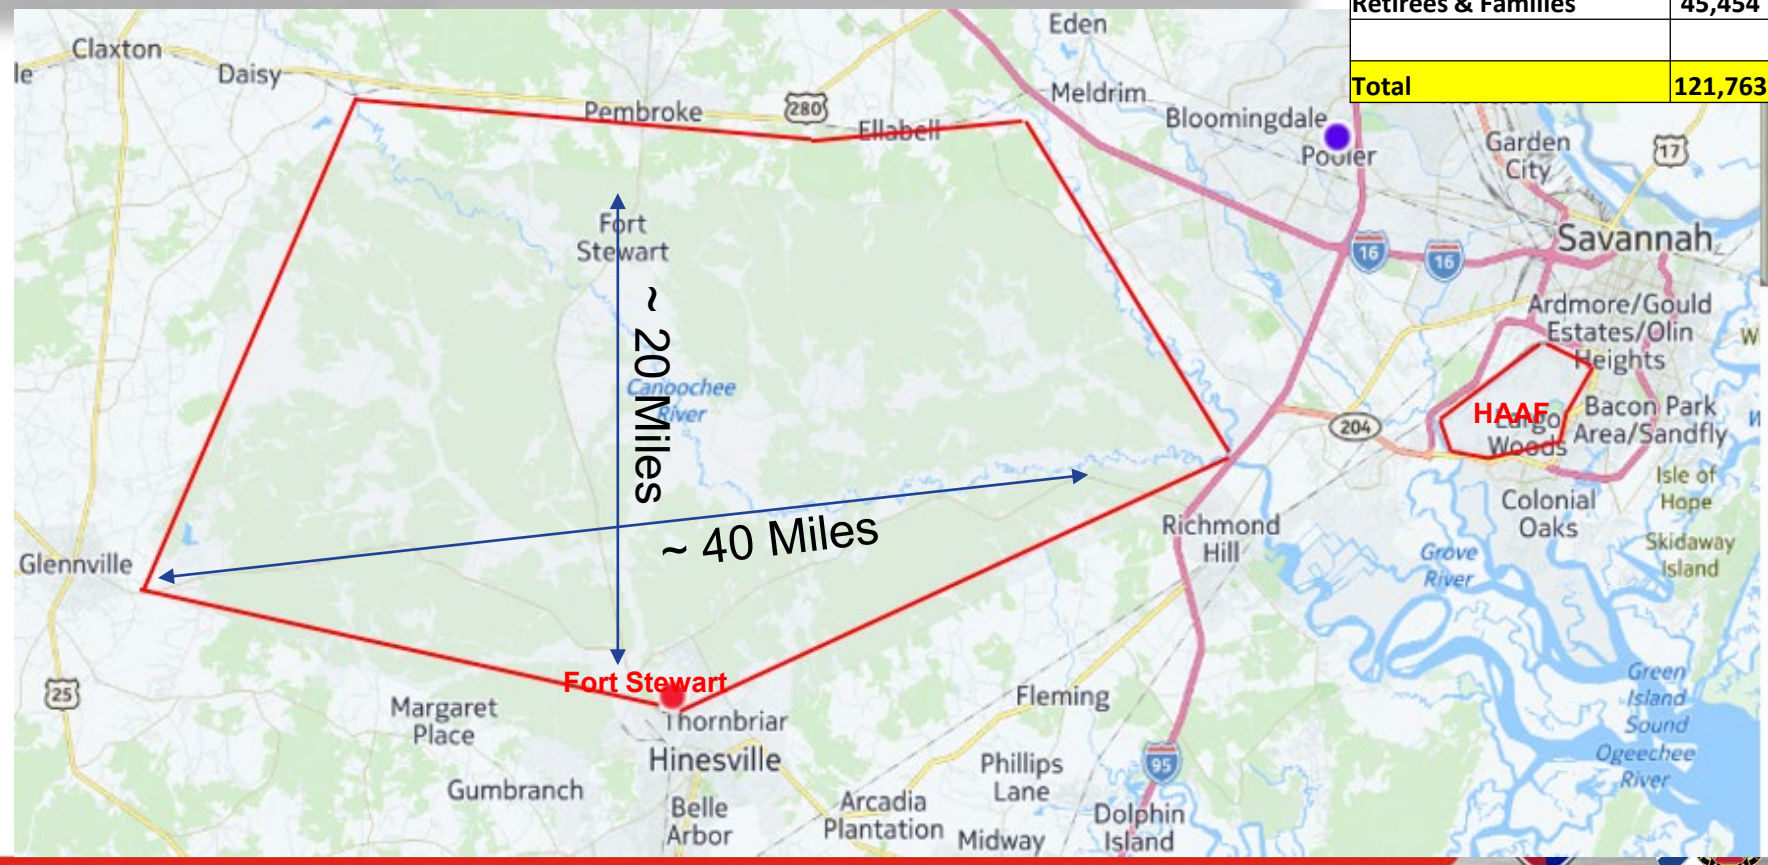 Retirees & Families 45,454
Total 121,763
Eden
Claxton
le
Daisy
Meldrim
Pembroke
280
Ellabell
Bloomingdale
Pooler
Garden
City
17
Fort
Stewart
16
16
Savannah
~ 20 Miles
Ardmore/Gould
Estates/Olin
Heights
W
Canoochee
River
HAAF
Largo
Woods
Bacon Park
Area/Sandfly
204
Isle of
Hope
~ 40 Miles
Colonial
Oaks
Richmond
Hill
Grove
River
Skidaway
Island
Glennville
Fort Stewart
25
Margaret
Place
Thornbriar
Hinesville
Fleming
Green
Island
Sound
Ogeechee
River
Gumbranch
Phillips
Lane
95
Belle
Arbor
Arcadia
Plantation
Midway
Dolphin
Island